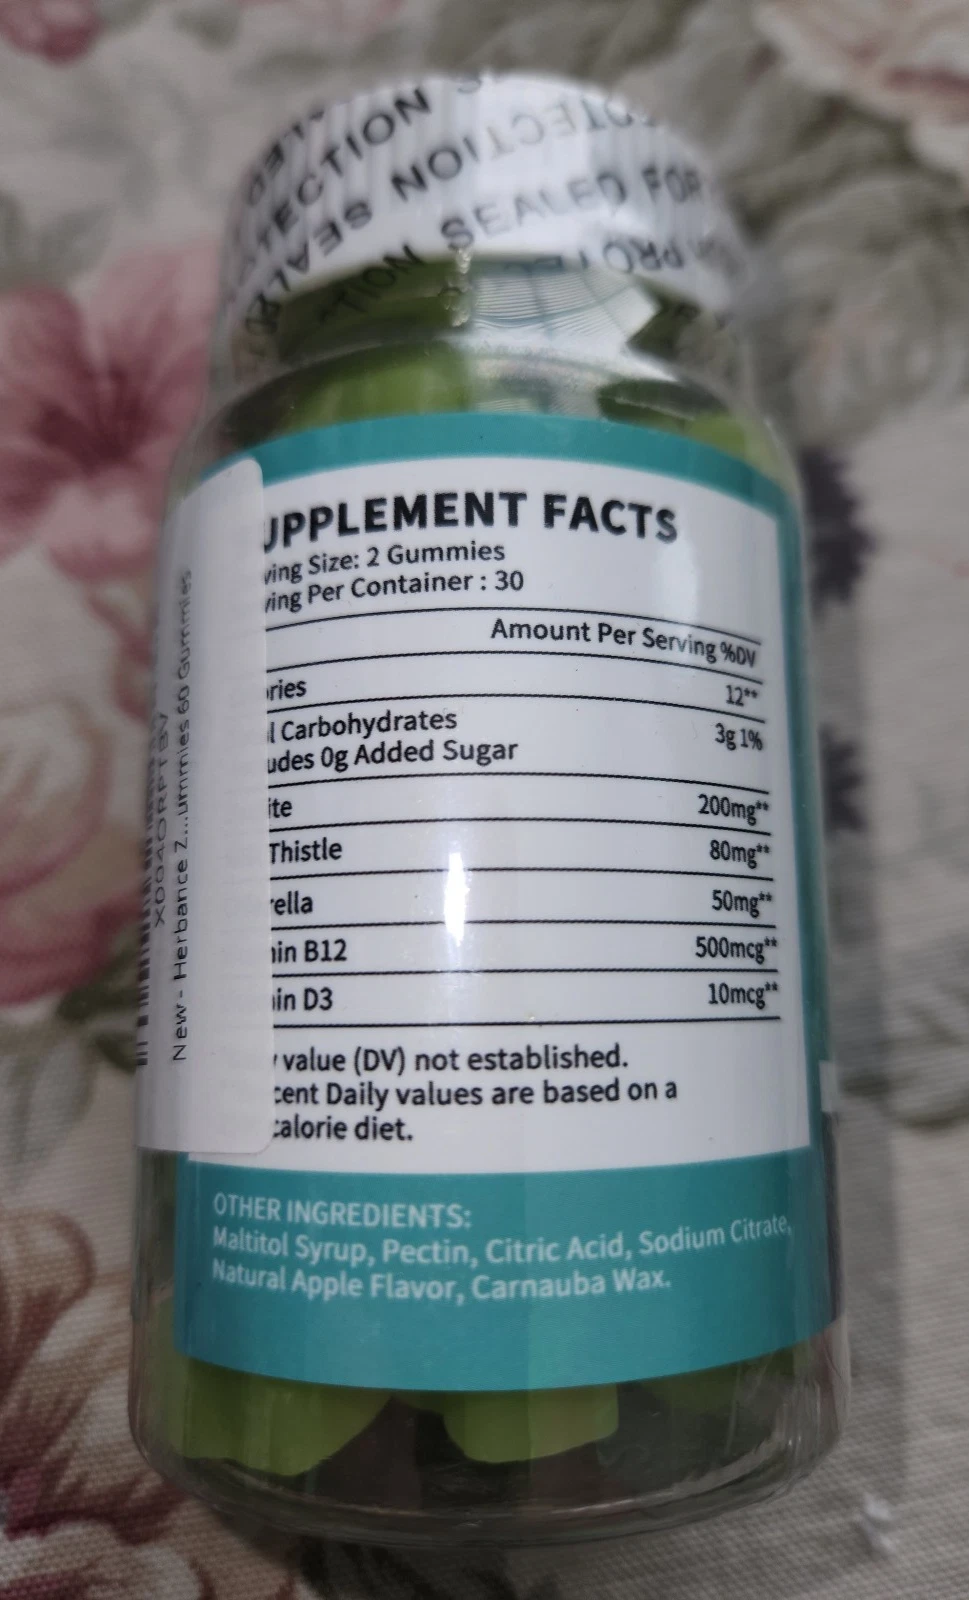 SEALED FOR
UPPLEMENT FACTS
ving Size: 2 Gummies
ving Per Container : 30
Amount Per Serving %DV
ories 12**
l Carbohydrates 3g 1%
udes 0g Added Sugar
ite 200mg**
Thistle 80mg**
rella 50mg**
min B12 500mcg**
min D3 10mcg**
y value (DV) not established.
cent Daily values are based on a
calorie diet.
OTHER INGREDIENTS:
Maltitol Syrup, Pectin, Citric Acid, Sodium Citrate,
Natural Apple Flavor, Carnauba Wax.
New - Herbance Z...ummies 60 Gummies